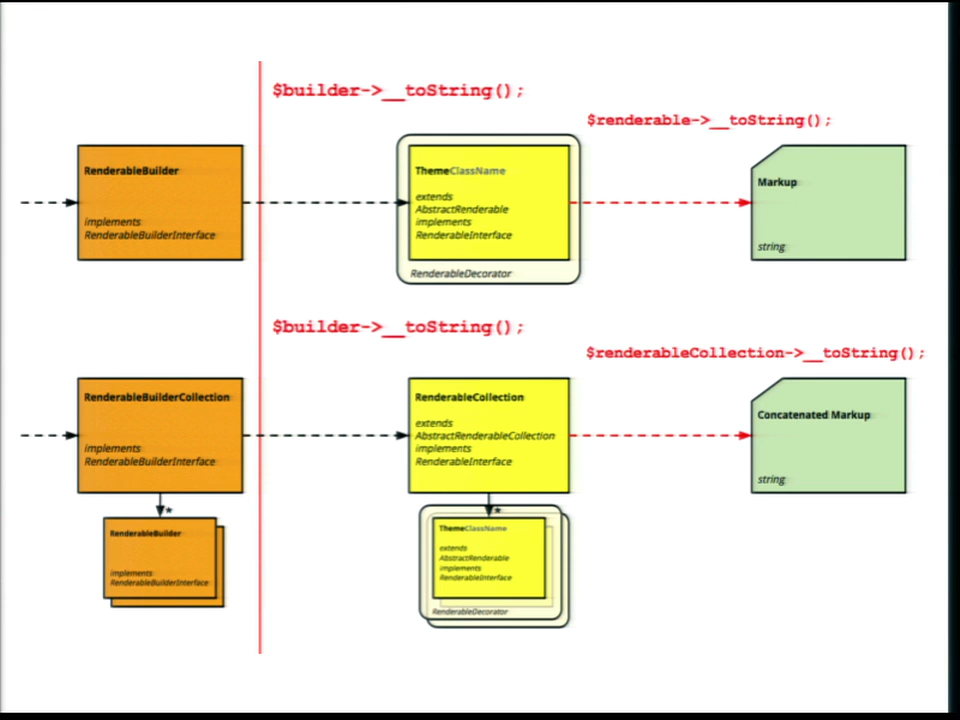 $builder->__toString();
$renderable->__toString();
RenderableBuilder
implements
RenderableBuilderInterface
ThemeClassName
extends
AbstractRenderable
implements
RenderableInterface
RenderableDecorator
Markup
string
$builder->__toString();
$renderableCollection->__toString();
RenderableBuilderCollection
implements
RenderableBuilderInterface
RenderableCollection
extends
AbstractRenderableCollection
implements
RenderableInterface
Concatenated Markup
string
*
RenderableBuilder
implements
RenderableBuilderInterface
*
ThemeClassName
extends
AbstractRenderable
implements
RenderableInterface
RenderableDecorator